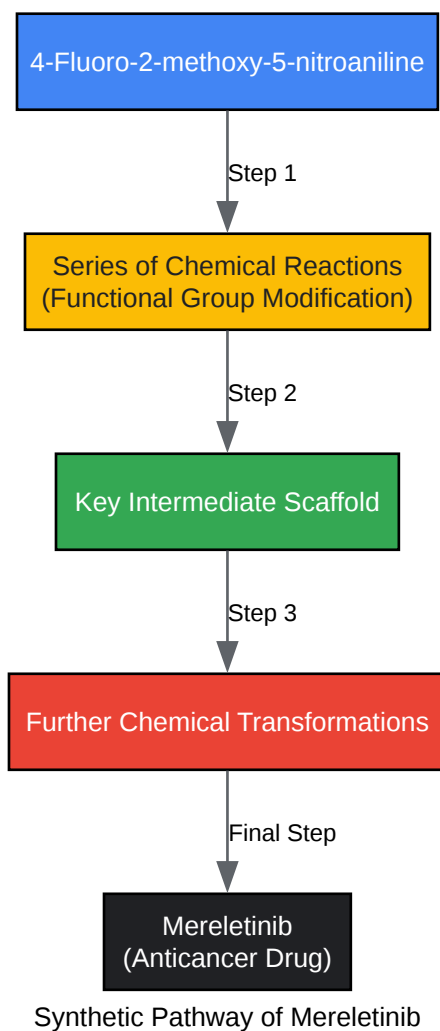 4-Fluoro-2-methoxy-5-nitroaniline
Step 1
Series of Chemical Reactions
(Functional Group Modification)
Step 2
Key Intermediate Scaffold
Step 3
Further Chemical Transformations
Final Step
Mereletinib
(Anticancer Drug)
Synthetic Pathway of Mereletinib